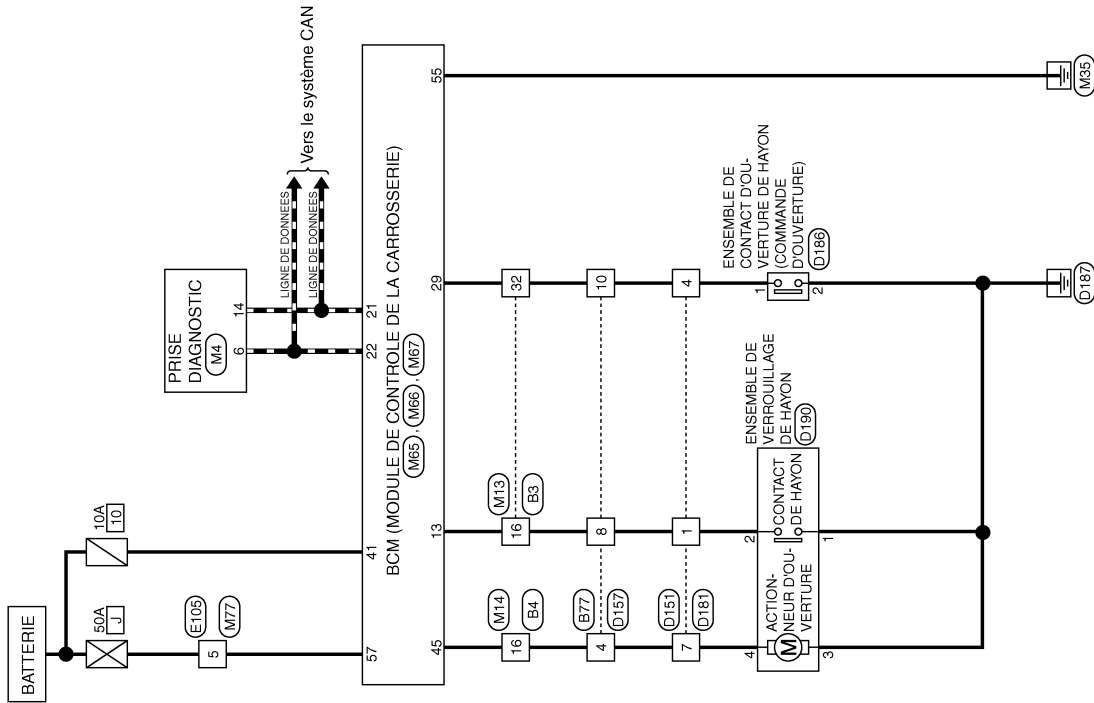 BATTERIE
50A
J
10A
10
E105
5
M77
57
41
PRISE
DIAGNOSTIC
M4
6
14
LIGNE DE DONNEES
LIGNE DE DONNEES
Vers le système CAN
22
21
BCM (MODULE DE CONTROLE DE LA CARROSSERIE)
M65 , M66 , M67
45
13
29
55
16
M14
B4
16
M13
B3
32
4
B77
D157
8
10
7
D151
D181
1
4
ENSEMBLE DE
VERROUILLAGE
DE HAYON
D190
4
ACTION-
NEUR D'OU-
VERTURE
M
3
2
CONTACT
DE HAYON
1
ENSEMBLE DE
CONTACT D'OU-
VERTURE DE HAYON
(COMMANDE
D'OUVERTURE)
D186
1
2
D187
M35